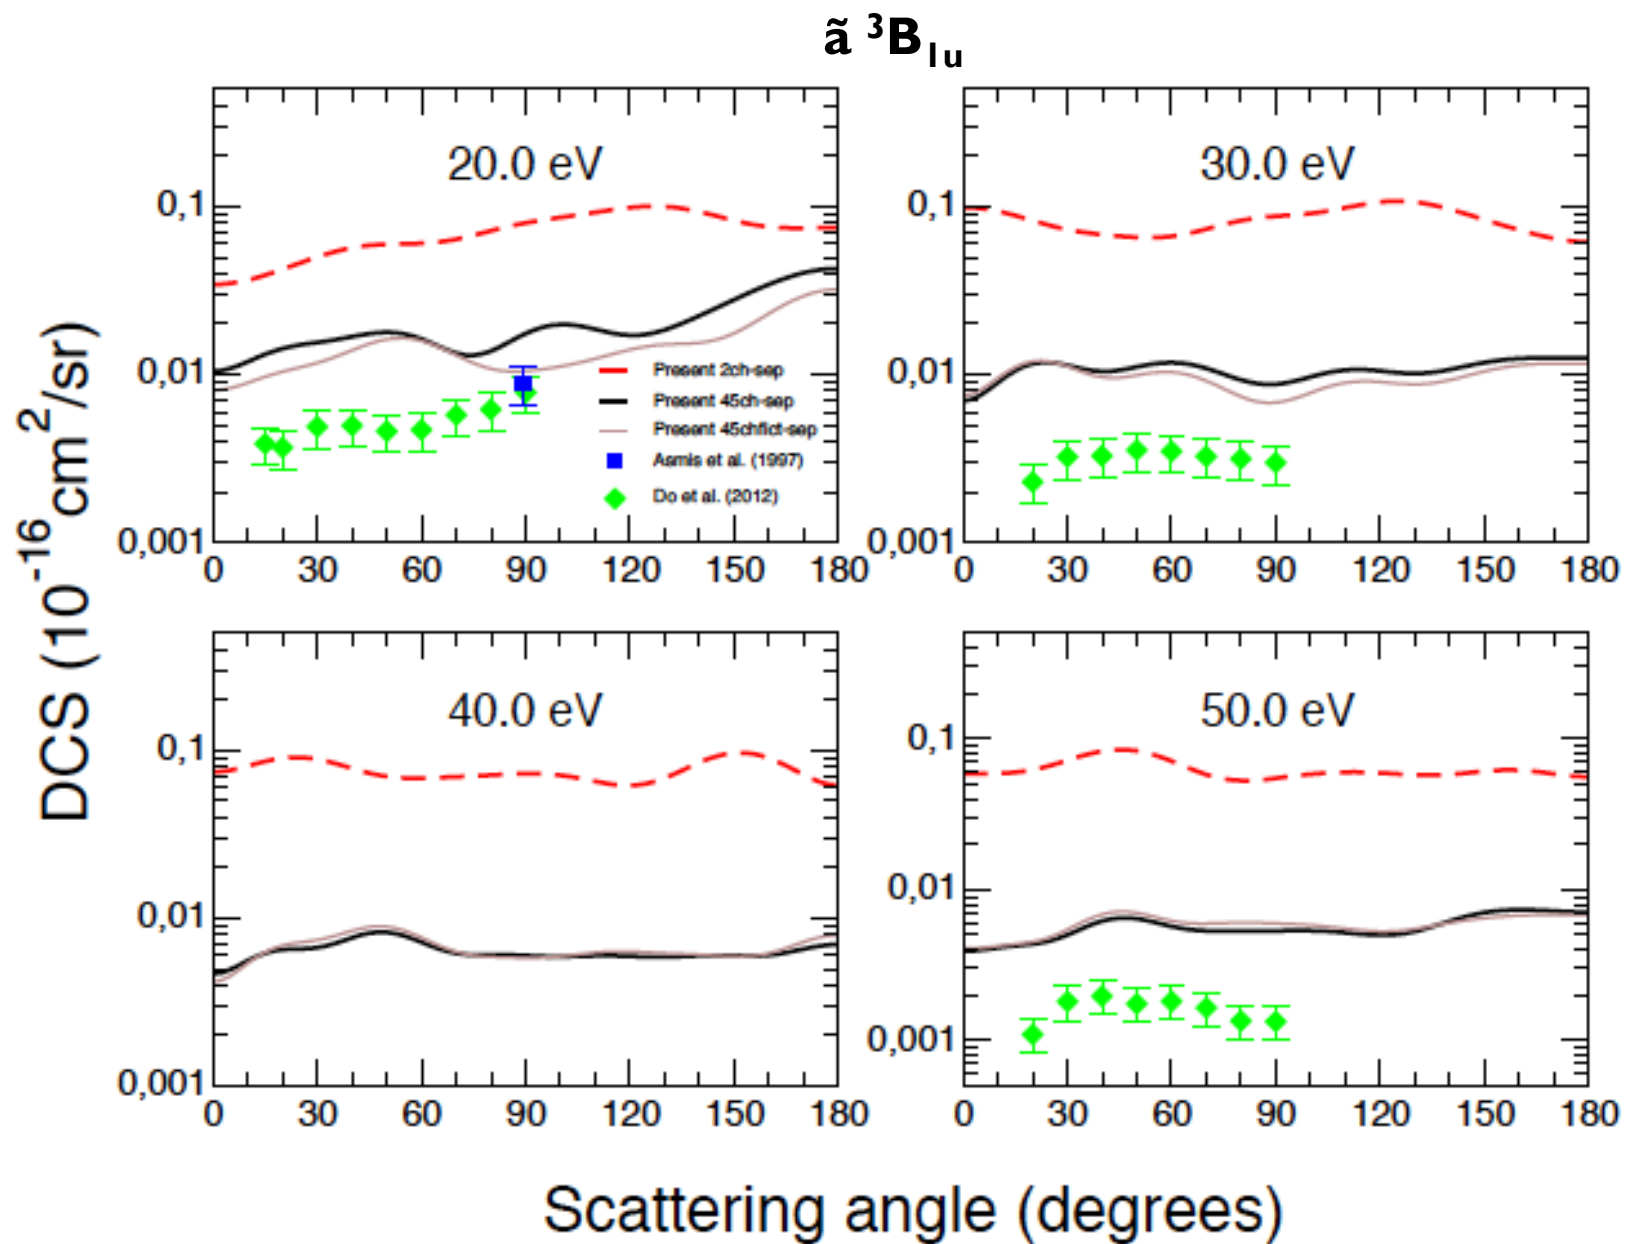 ã ³B₁ᵤ
DCS (10⁻¹⁶cm²/sr)
20.0 eV
0,1
0,01
0,001
0 30 60 90 120 150 180
Present 2ch-sep
Present 45ch-sep
Present 45chfict-sep
Asmis et al. (1997)
Do et al. (2012)
30.0 eV
0,1
0,01
0,001
0 30 60 90 120 150 180
40.0 eV
0,1
0,01
0,001
0 30 60 90 120 150 180
50.0 eV
0,1
0,01
0,001
0 30 60 90 120 150 180
Scattering angle (degrees)